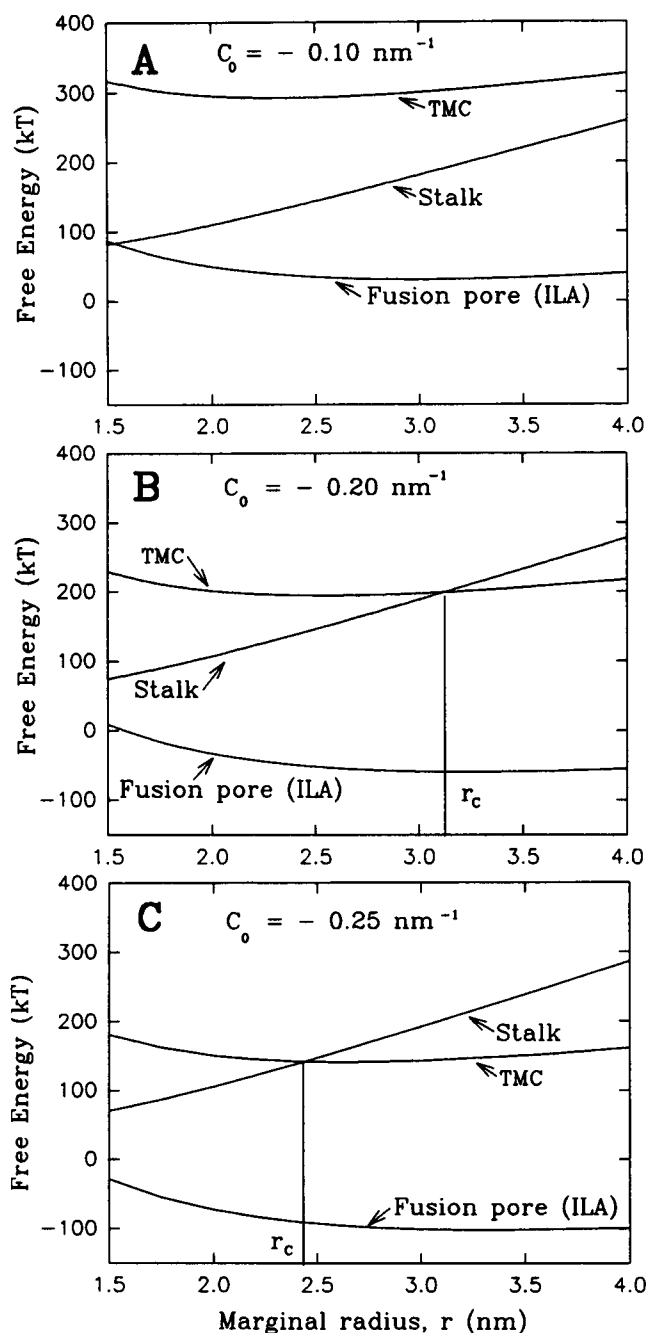 A
C₀ = - 0.10 nm⁻¹
Free Energy (kT)
400
300
200
100
0
-100
TMC
Stalk
Fusion pore (ILA)
1.5 2.0 2.5 3.0 3.5 4.0
B
C₀ = - 0.20 nm⁻¹
Free Energy (kT)
400
300
200
100
0
-100
TMC
Stalk
Fusion pore (ILA)
r_c
1.5 2.0 2.5 3.0 3.5 4.0
C
C₀ = - 0.25 nm⁻¹
Free Energy (kT)
400
300
200
100
0
-100
Stalk
TMC
Fusion pore (ILA)
r_c
1.5 2.0 2.5 3.0 3.5 4.0
Marginal radius, r (nm)